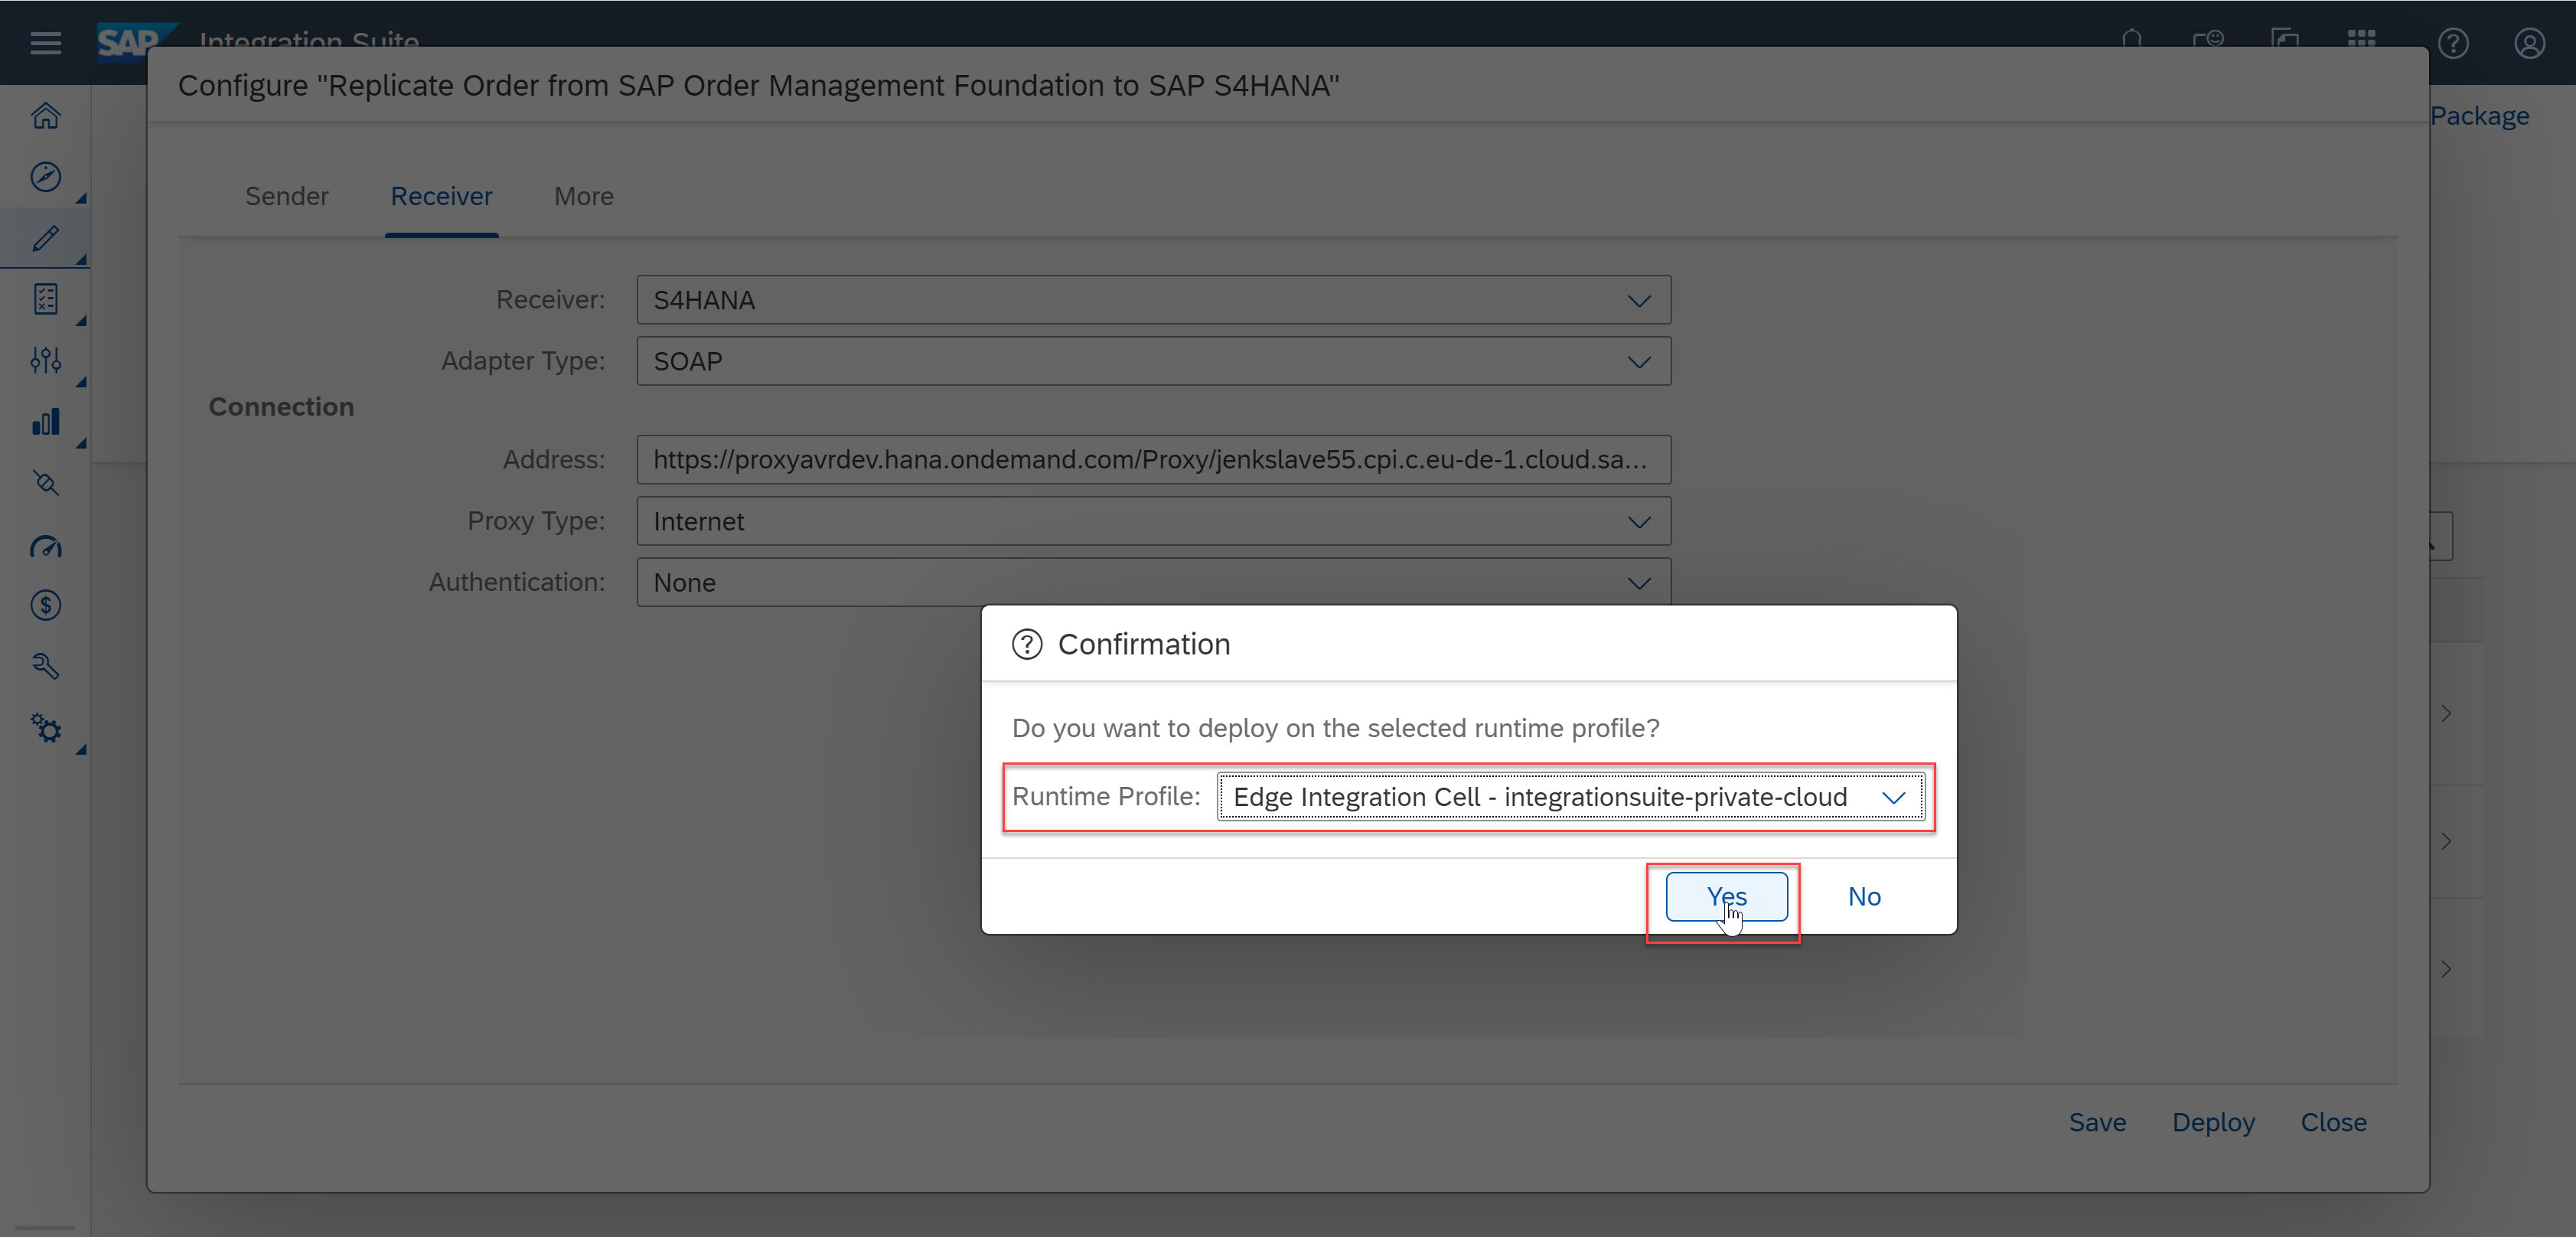 SAP Integration Suite
Configure "Replicate Order from SAP Order Management Foundation to SAP S4HANA"
Package
Sender Receiver More
Receiver: S4HANA
Adapter Type: SOAP
Connection
Address: https://proxyavrdev.hana.ondemand.com/Proxy/jenkslave55.cpi.c.eu-de-1.cloud.sa...
Proxy Type: Internet
Authentication: None
Confirmation
Do you want to deploy on the selected runtime profile?
Runtime Profile: Edge Integration Cell - integrationsuite-private-cloud
Yes No
Save Deploy Close